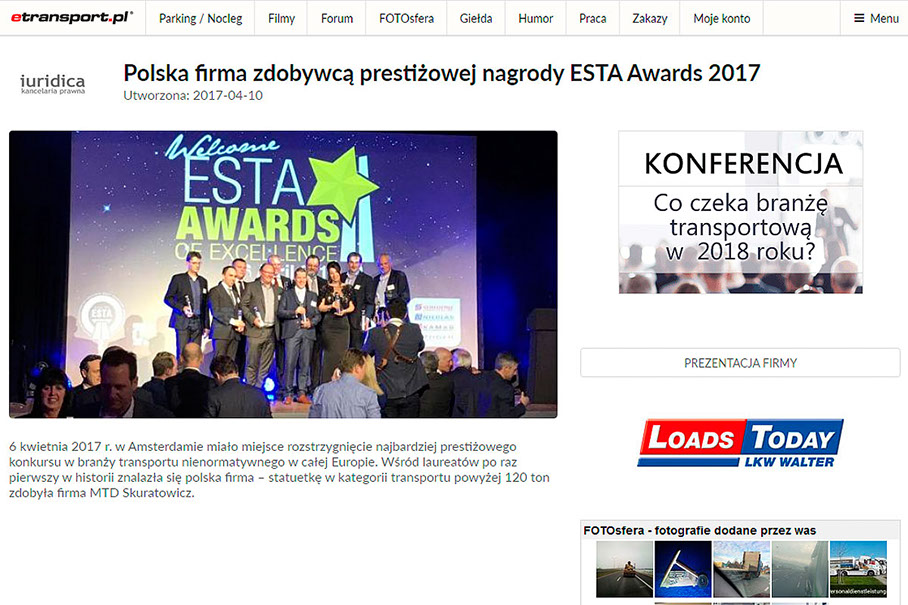 etransport.pl
Parking / Nocleg
Filmy
Forum
FOTOsfera
Giełda
Humor
Praca
Zakazy
Moje konto
Menu
iuridica
kancelaria prawna
Polska firma zdobywcą prestiżowej nagrody ESTA Awards 2017
Utworzona: 2017-04-10
Welcome
ESTA
AWARDS
OF EXCELLENCE
ESTA
KONFERENCJA
Co czeka branżę
transportową
w 2018 roku?
PREZENTACJA FIRMY
LOADS TODAY
LKW WALTER
6 kwietnia 2017 r. w Amsterdamie miało miejsce rozstrzygnięcie najbardziej prestiżowego
konkursu w branży transportu nienormatywnego w całej Europie. Wśród laureatów po raz
pierwszy w historii znalazła się polska firma – statuetkę w kategorii transportu powyżej 120 ton
zdobyła firma MTD Skuratowicz.
FOTOsfera - fotografie dodane przez was